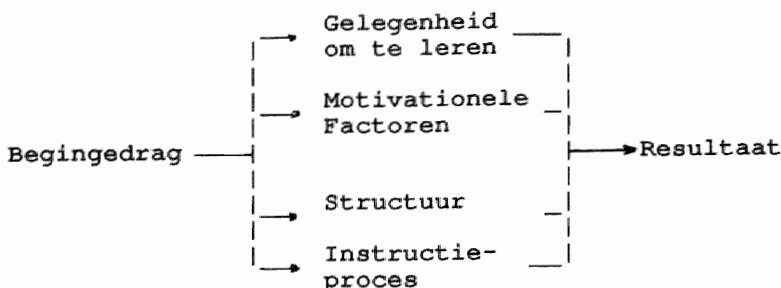 Gelegenheid
om te leren
Motivationele
Factoren
Begingedrag
Resultaat
Structuur
Instructie-
proces